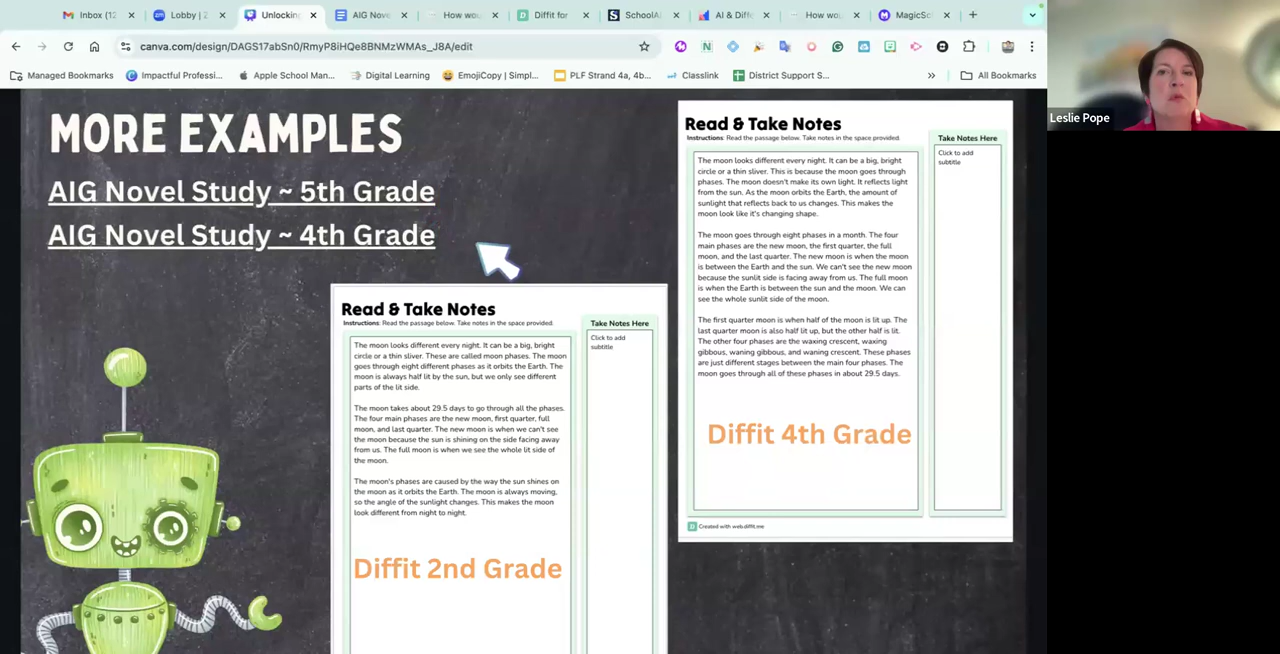 Inbox (12
Lobby | Z
Unlocking
AIG Nove
How wou
Diffit for
SchoolAI
AI & Diffe
How wou
MagicSch
canva.com/design/DAGS17abSn0/RmyP8iHQe8BNMzWMAs_J8A/edit
Managed Bookmarks
Impactful Professi...
Apple School Man...
Digital Learning
EmojiCopy | Simpl...
PLF Strand 4a, 4b...
Classlink
District Support S...
»
All Bookmarks
MORE EXAMPLES
AIG Novel Study ~ 5th Grade
AIG Novel Study ~ 4th Grade
Read & Take Notes
Instructions: Read the passage below. Take notes in the space provided.
Take Notes Here
Click to add
subtitle
The moon looks different every night. It can be a big, bright
circle or a thin sliver. These are called moon phases. The moon
goes through eight different phases as it orbits the Earth. The
moon is always half lit by the sun, but we only see different
parts of the lit side.
The moon takes about 29.5 days to go through all the phases.
The four main phases are the new moon, first quarter, full
moon, and last quarter. The new moon is when we can't see
the moon because the sun is shining on the side facing away
from us. The full moon is when we see the whole lit side of
the moon.
The moon's phases are caused by the way the sun shines on
the moon as it orbits the Earth. The moon is always moving,
so the angle of the sunlight changes. This makes the moon
look different from night to night.
Diffit 2nd Grade
Read & Take Notes
Instructions: Read the passage below. Take notes in the space provided.
Take Notes Here
Click to add
subtitle
The moon looks different every night. It can be a big, bright
circle or a thin sliver. This is because the moon goes through
phases. The moon doesn't make its own light. It reflects light
from the sun. As the moon orbits the Earth, the amount of
sunlight that reflects back to us changes. This makes the
moon look like it's changing shape.
The moon goes through eight phases in a month. The four
main phases are the new moon, the first quarter, the full
moon, and the last quarter. The new moon is when the moon
is between the Earth and the sun. We can't see the new moon
because the sunlit side is facing away from us. The full moon
is when the Earth is between the sun and the moon. We can
see the whole sunlit side of the moon.
The first quarter moon is when half of the moon is lit up. The
last quarter moon is also half lit up, but the other half is lit.
The other four phases are the waxing crescent, waxing
gibbous, waning gibbous, and waning crescent. These phases
are just different stages between the main four phases. The
moon goes through all of these phases in about 29.5 days.
Diffit 4th Grade
Created with web.diffit.me
Leslie Pope